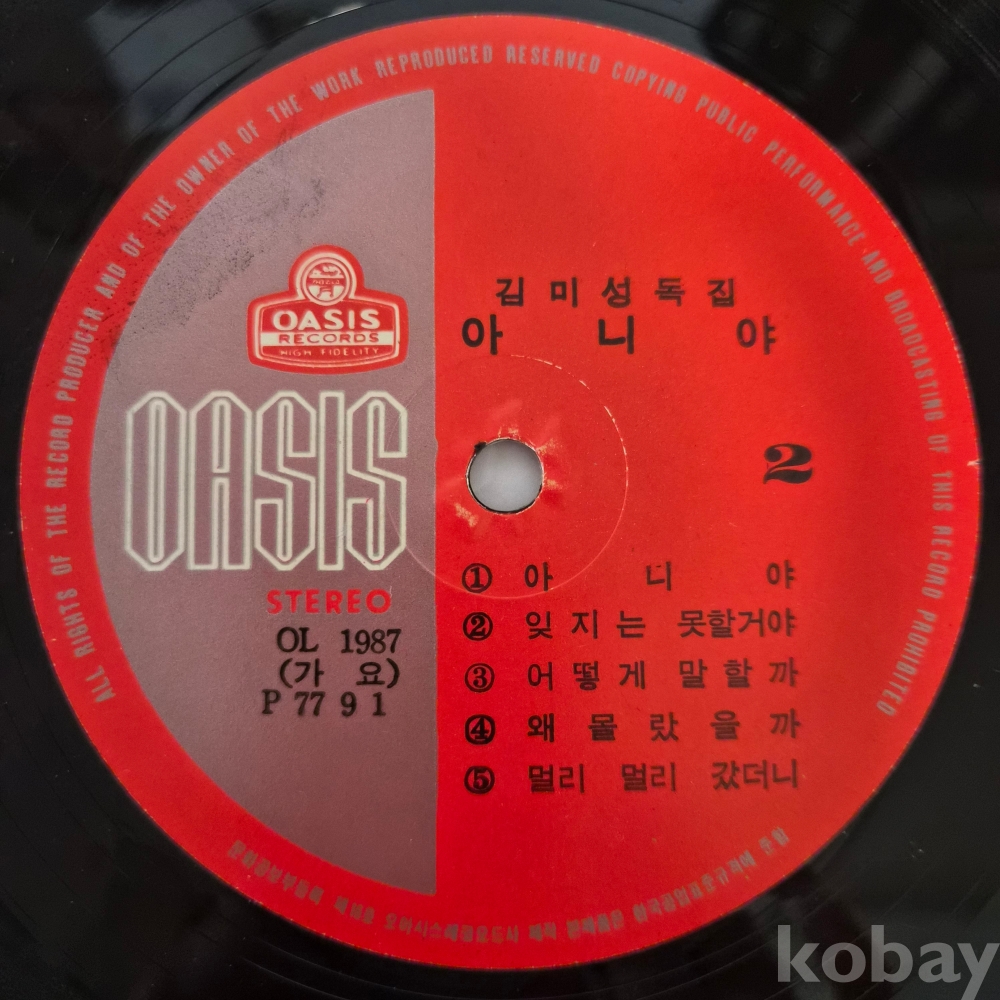 ALL RIGHTS OF THE RECORD PRODUCER AND OF THE OWNER OF THE WORK REPRODUCED RESERVED COPYING PUBLIC PERFORMANCE AND BROADCASTING OF THIS RECORD PROHIBITED
OASIS
RECORDS
HIGH FIDELITY
OASIS
STEREO
OL 1987
(가 요)
P 77 9 1
김 미 성 독 집
아 니 야
2
① 아 니 야
② 잊 지 는 못할거야
③ 어 떻 게 말 할 까
④ 왜 몰 랐 을 까
⑤ 멀리 멀리 갔더니
kobay